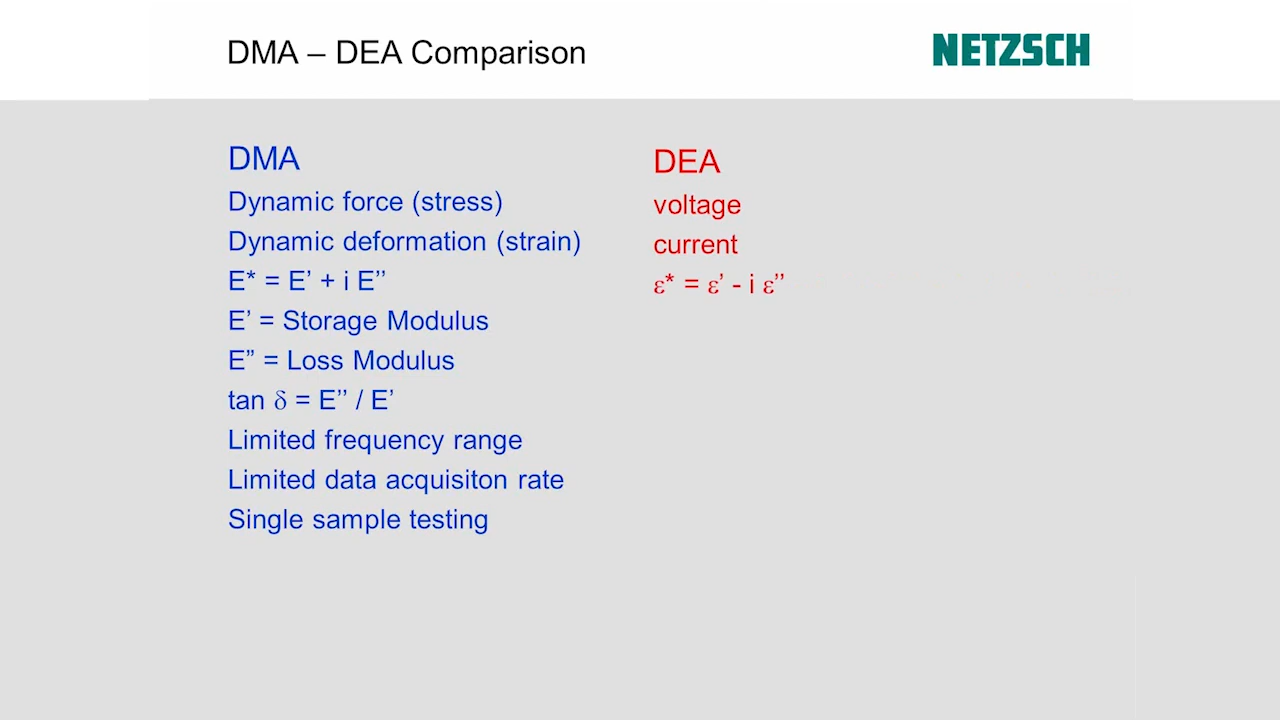 DMA – DEA Comparison
NETZSCH
DMA
Dynamic force (stress)
Dynamic deformation (strain)
E* = E’ + i E’’
E’ = Storage Modulus
E” = Loss Modulus
tan δ = E’’ / E’
Limited frequency range
Limited data acquisiton rate
Single sample testing
DEA
voltage
current
ε* = ε’ - i ε’’